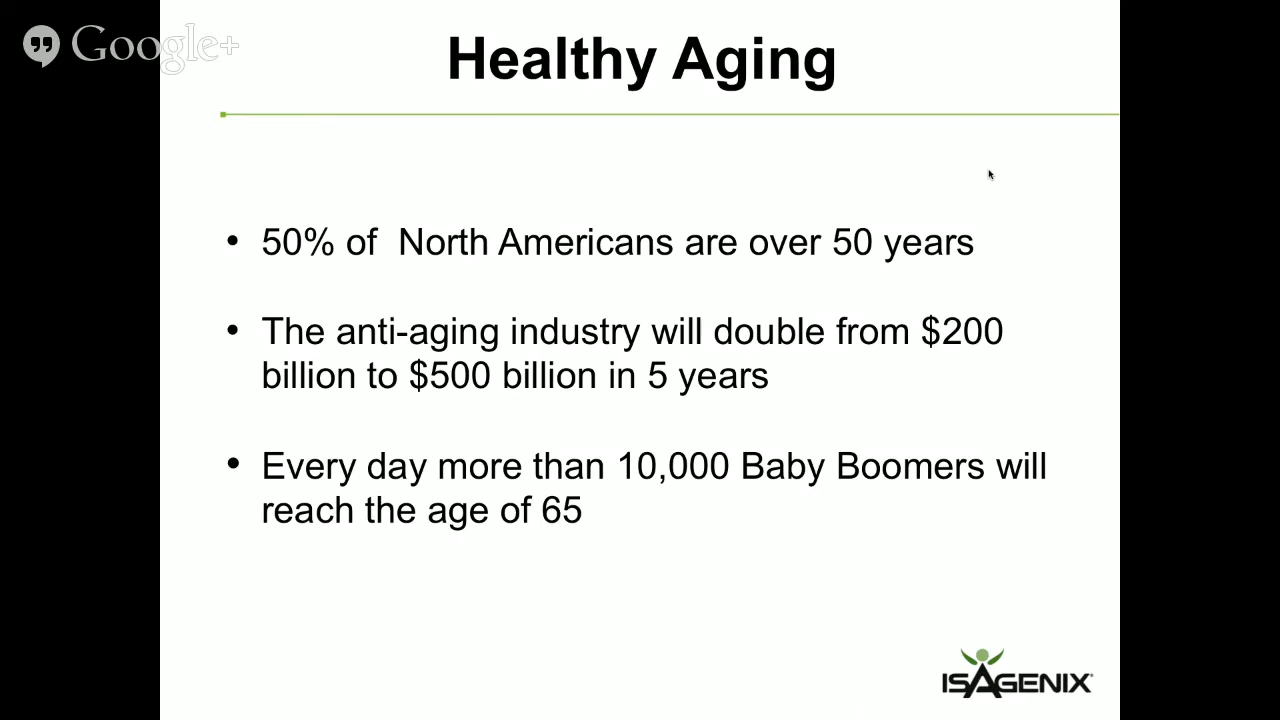 Google+
Healthy Aging
• 50% of  North Americans are over 50 years
• The anti-aging industry will double from $200
billion to $500 billion in 5 years
• Every day more than 10,000 Baby Boomers will
reach the age of 65
ISAGENIX